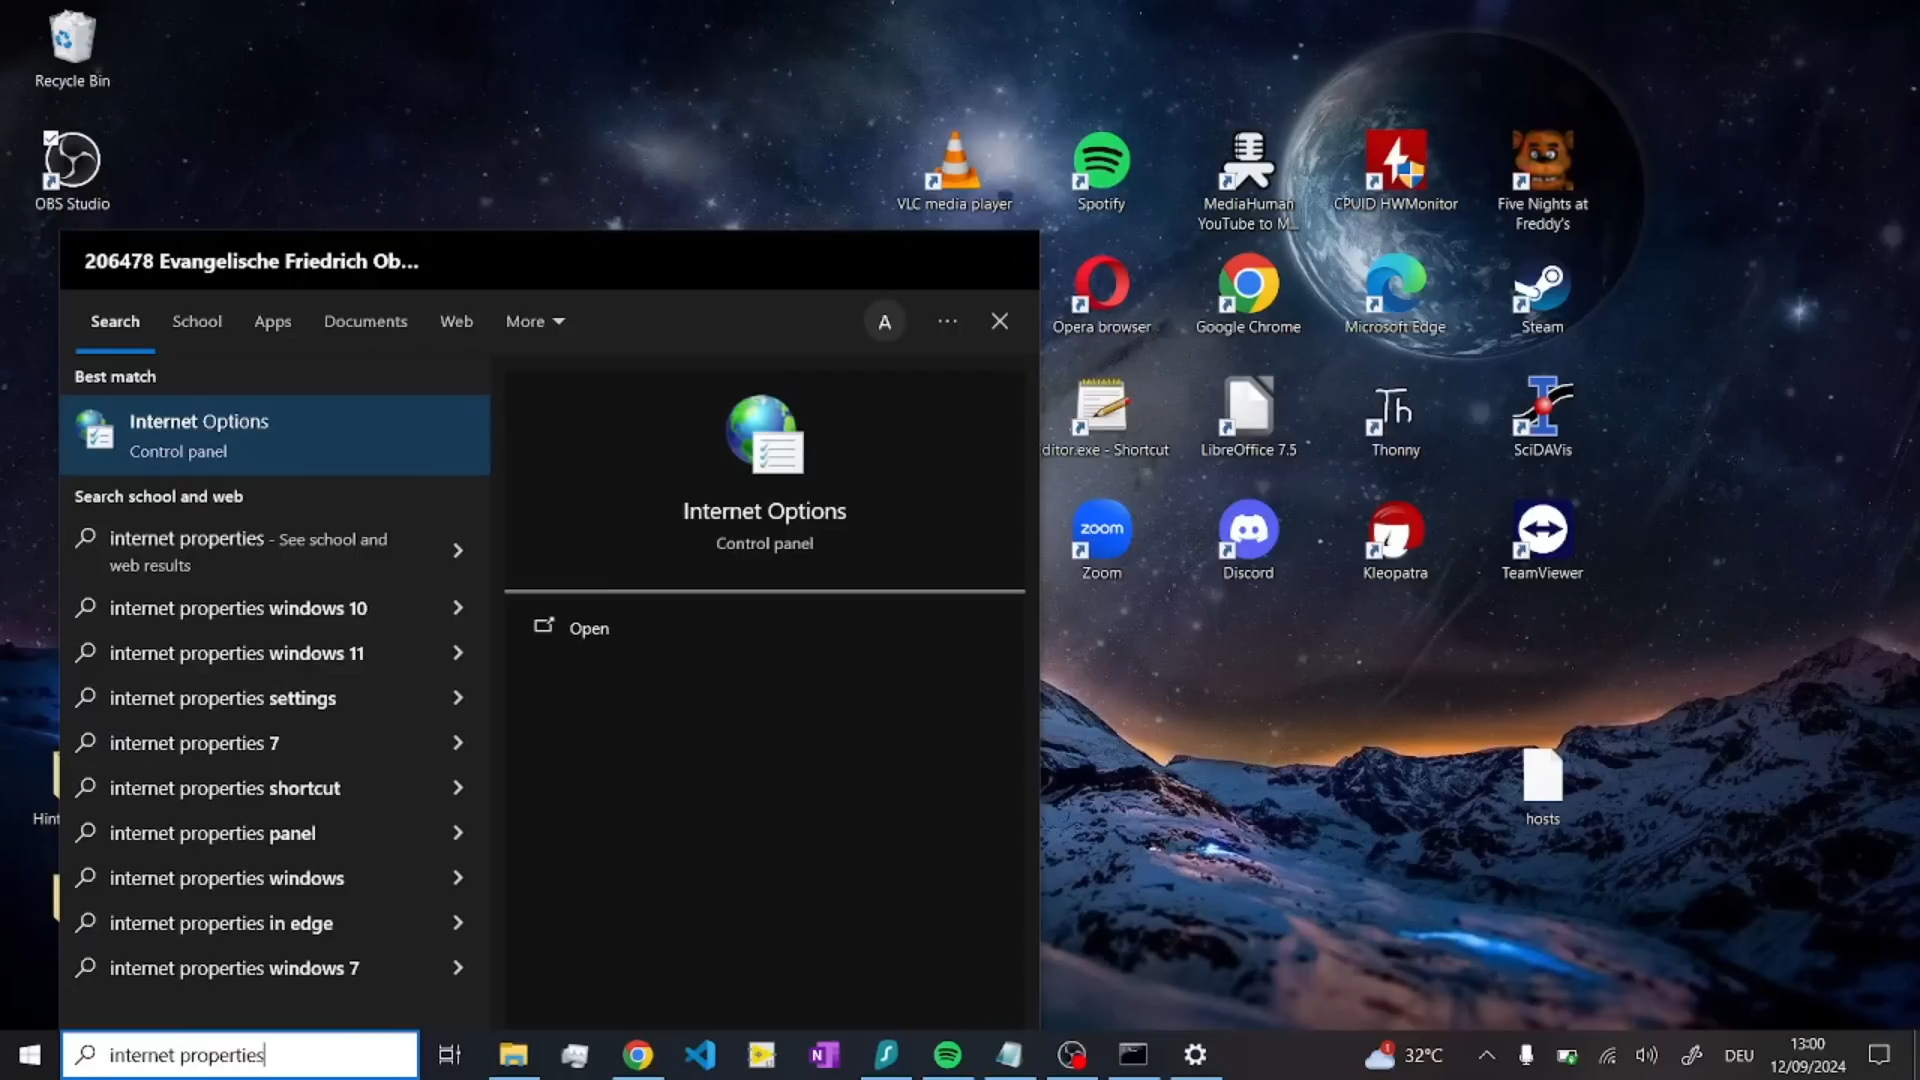 Recycle Bin
OBS Studio
VLC media player
Spotify
MediaHuman
YouTube to M...
CPUID HWMonitor
Five Nights at
Freddy's
Opera browser
Google Chrome
Microsoft Edge
Steam
ditor.exe - Shortcut
LibreOffice 7.5
Th
Thonny
SciDAVis
zoom
Zoom
Discord
Kleopatra
TeamViewer
hosts
Hint
206478 Evangelische Friedrich Ob...
Search
School
Apps
Documents
Web
More
A
Best match
Internet Options
Control panel
Search school and web
internet properties - See school and
web results
internet properties windows 10
internet properties windows 11
internet properties settings
internet properties 7
internet properties shortcut
internet properties panel
internet properties windows
internet properties in edge
internet properties windows 7
Internet Options
Control panel
Open
internet properties
N
1
32°C
DEU
13:00
12/09/2024